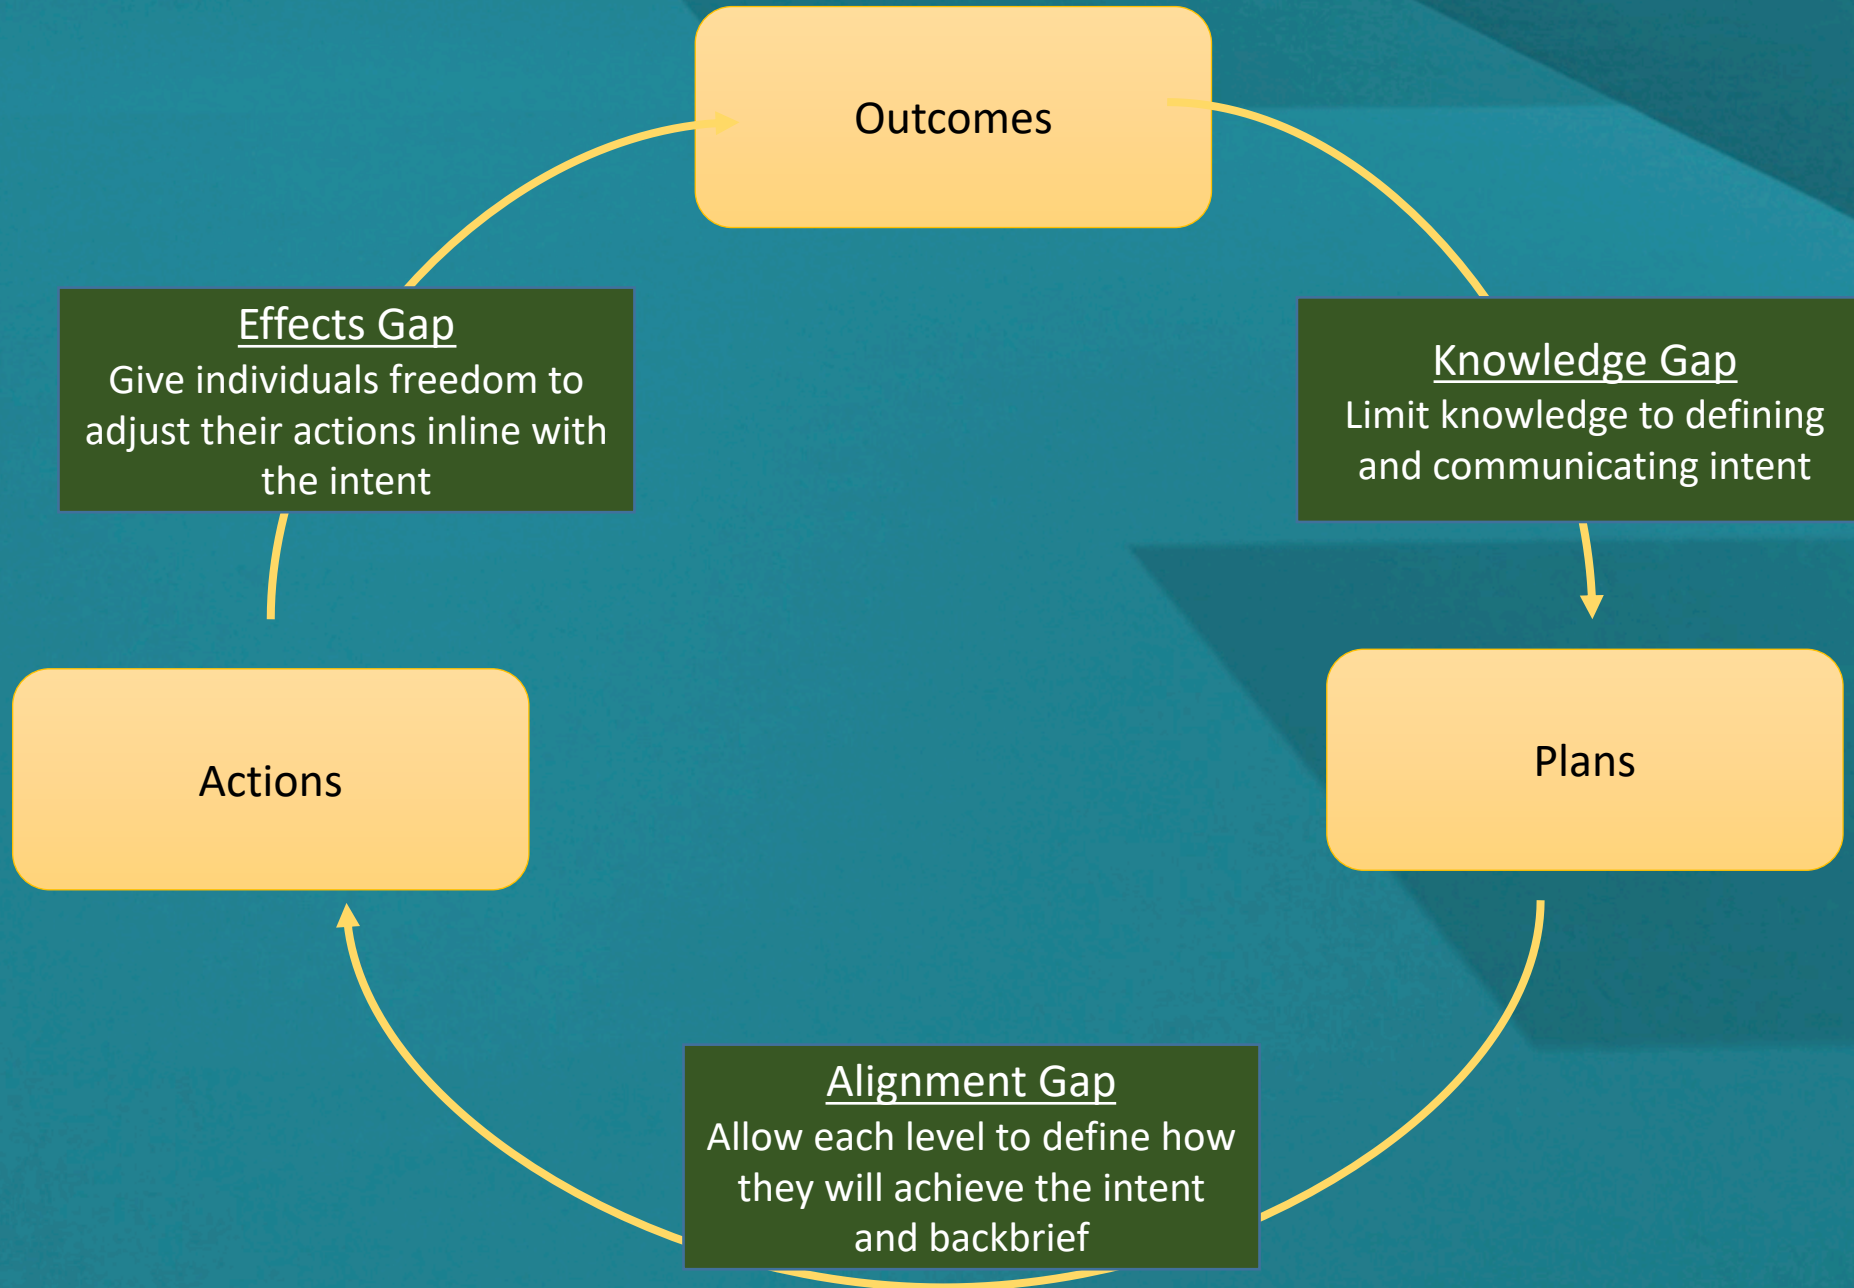 Outcomes
Effects Gap
Give individuals freedom to
adjust their actions inline with
the intent
Knowledge Gap
Limit knowledge to defining
and communicating intent
Actions
Plans
Alignment Gap
Allow each level to define how
they will achieve the intent
and backbrief